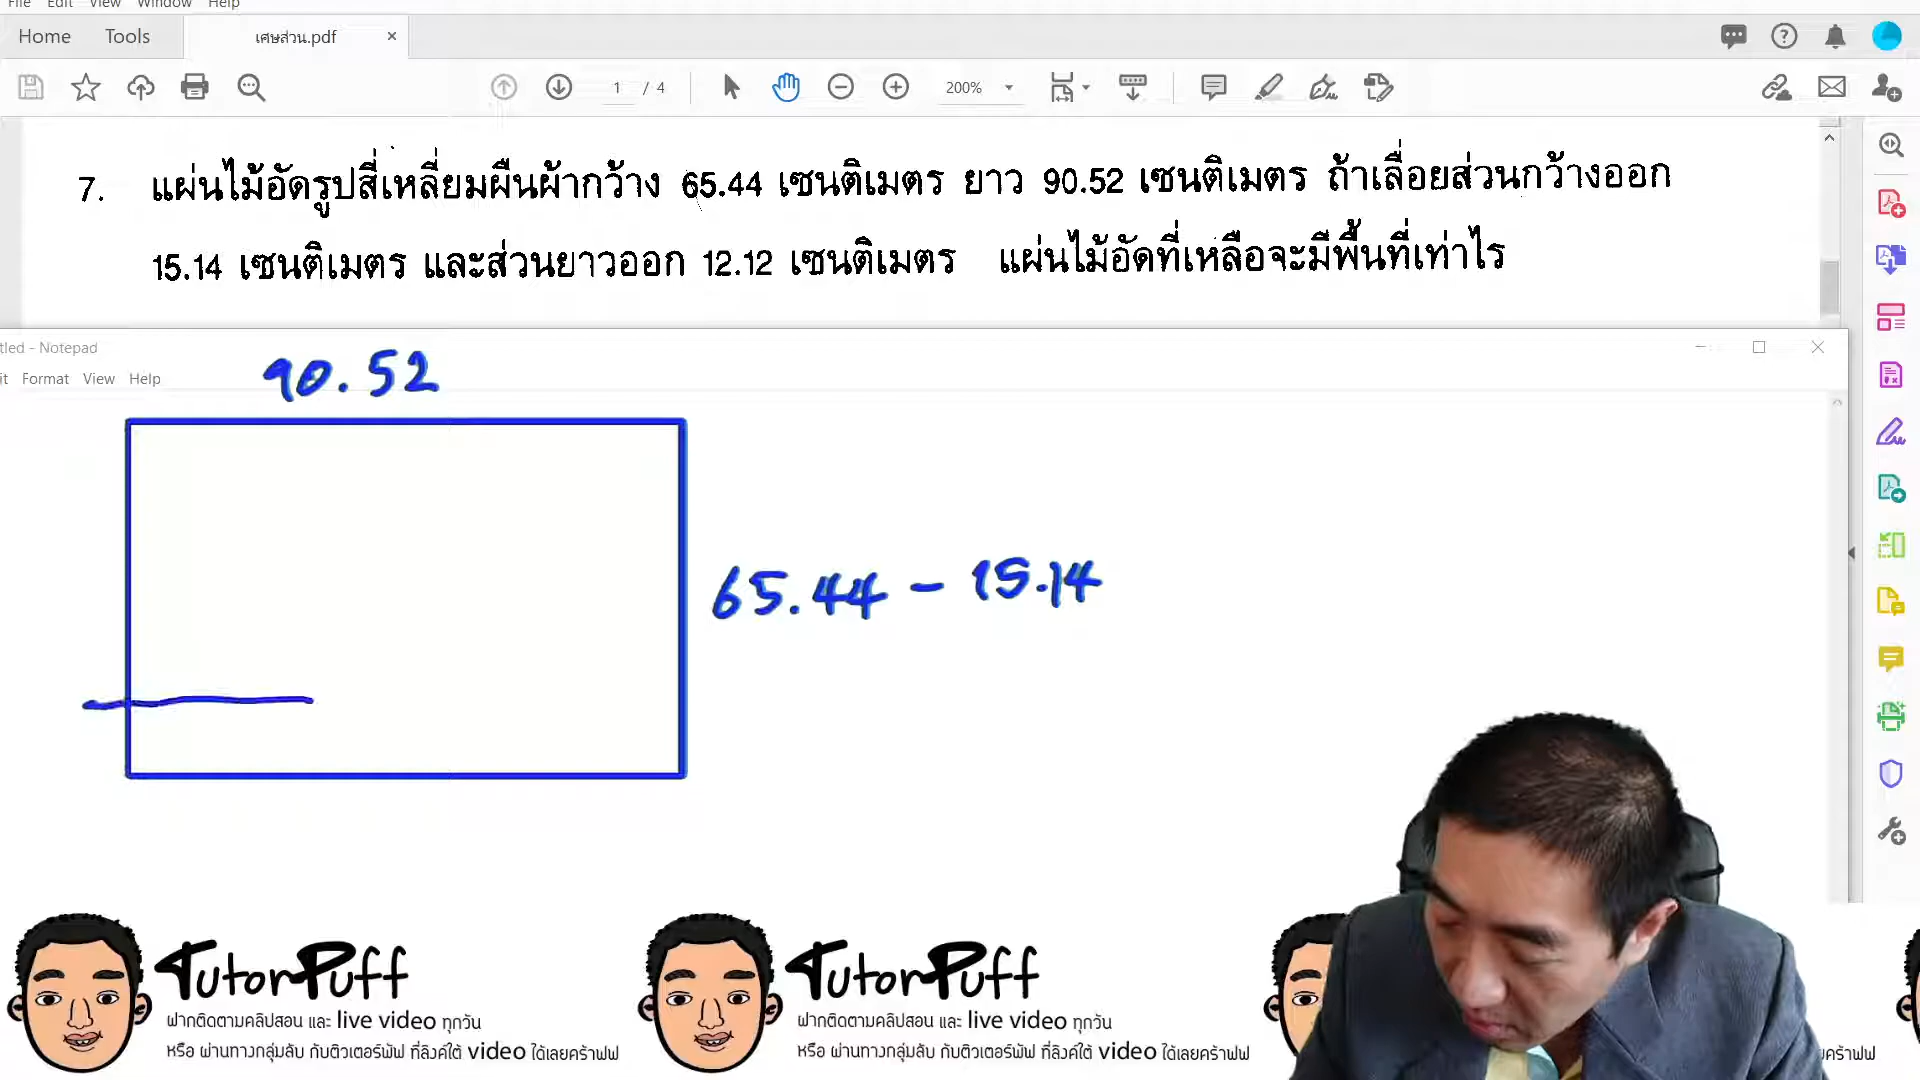 File Edit View Window Help
Home Tools เศษส่วน.pdf ×
1 / 4 200%
7. แผ่นไม้อัดรูปสี่เหลี่ยมผืนผ้ากว้าง 65.44 เซนติเมตร ยาว 90.52 เซนติเมตร ถ้าเลื่อยส่วนกว้างออก
15.14 เซนติเมตร และส่วนยาวออก 12.12 เซนติเมตร แผ่นไม้อัดที่เหลือจะมีพื้นที่เท่าไร
tled - Notepad
it Format View Help
90.52
65.44 - 15.14
TutorPuff
ฝากติดตามคลิปสอน และ live video ทุกวัน
หรือ ผ่านทางกลุ่มลับ กับติวเตอร์พัฟ ที่ลิงค์ใต้ video ได้เลยคร้าฟฟ
TutorPuff
ฝากติดตามคลิปสอน และ live video ทุกวัน
หรือ ผ่านทางกลุ่มลับ กับติวเตอร์พัฟ ที่ลิงค์ใต้ video ได้เลยคร้าฟฟ
คร้าฟฟ